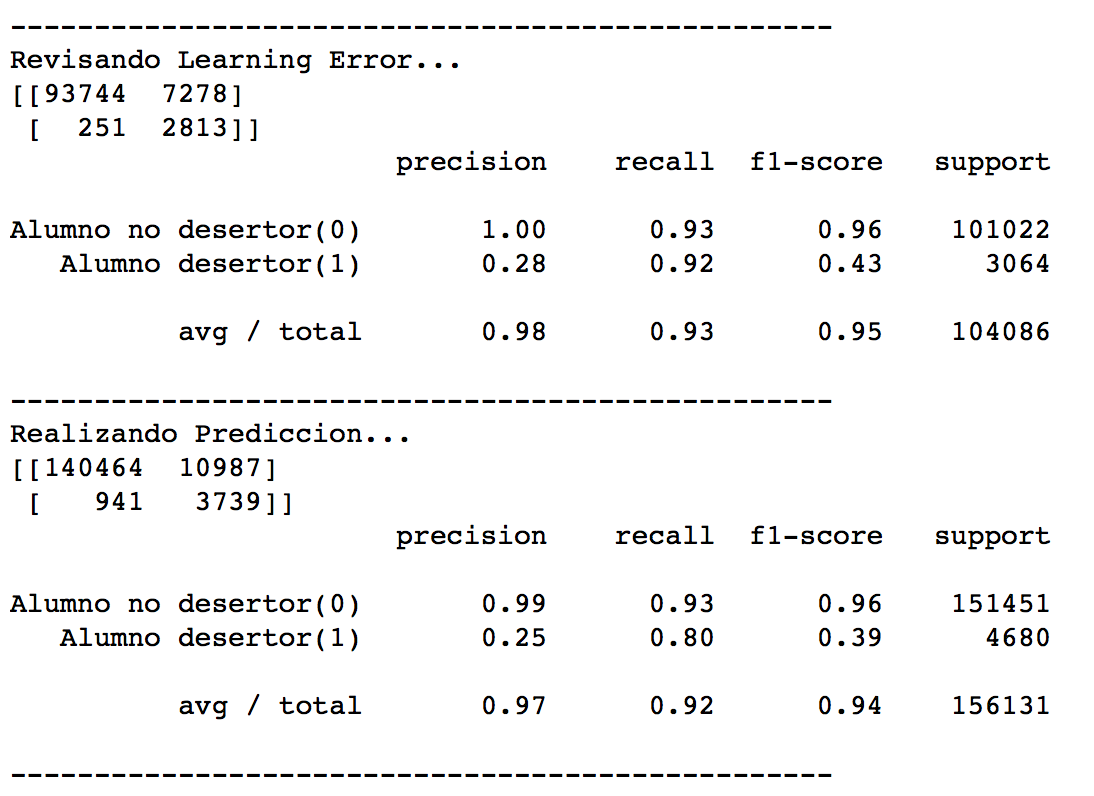 -------------------------------------------------
Revisando Learning Error...
[[93744  7278]
 [  251  2813]]
                       precision    recall  f1-score   support

Alumno no desertor(0)       1.00      0.93      0.96    101022
   Alumno desertor(1)       0.28      0.92      0.43      3064

          avg / total       0.98      0.93      0.95    104086

-------------------------------------------------
Realizando Prediccion...
[[140464  10987]
 [   941   3739]]
                       precision    recall  f1-score   support

Alumno no desertor(0)       0.99      0.93      0.96    151451
   Alumno desertor(1)       0.25      0.80      0.39      4680

          avg / total       0.97      0.92      0.94    156131

-------------------------------------------------